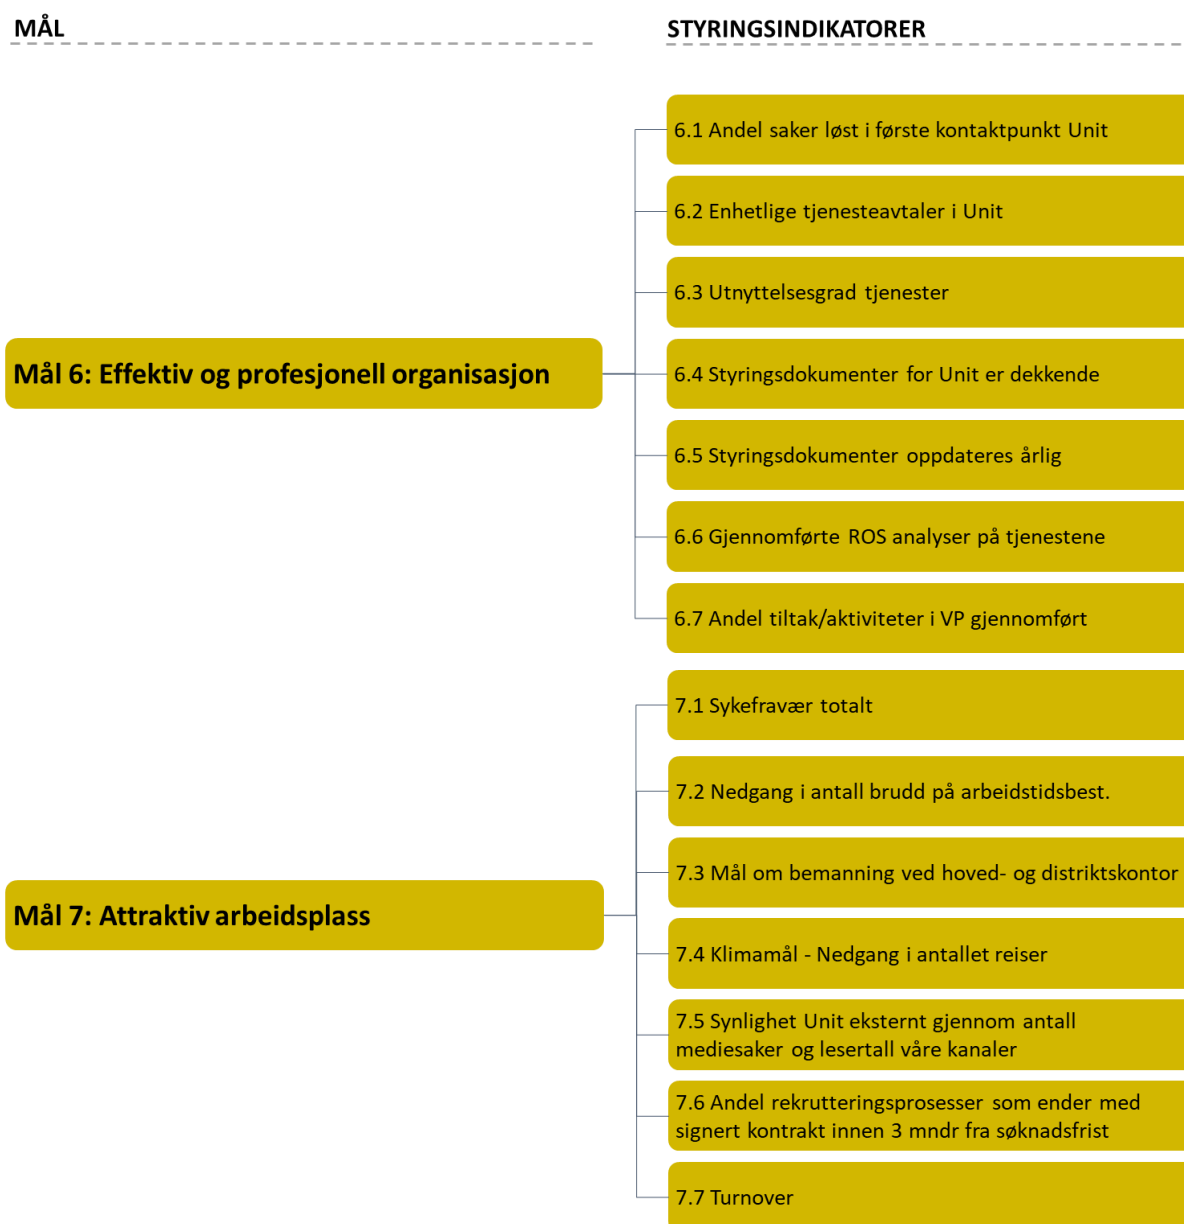 MÅL
STYRINGSINDIKATORER
Mål 6: Effektiv og profesjonell organisasjon
6.1 Andel saker løst i første kontaktpunkt Unit
6.2 Enhetlige tjenesteavtaler i Unit
6.3 Utnyttelsesgrad tjenester
6.4 Styringsdokumenter for Unit er dekkende
6.5 Styringsdokumenter oppdateres årlig
6.6 Gjennomførte ROS analyser på tjenestene
6.7 Andel tiltak/aktiviteter i VP gjennomført
Mål 7: Attraktiv arbeidsplass
7.1 Sykefravær totalt
7.2 Nedgang i antall brudd på arbeidstidsbest.
7.3 Mål om bemanning ved hoved- og distriktskontor
7.4 Klimamål - Nedgang i antallet reiser
7.5 Synlighet Unit eksternt gjennom antall
mediesaker og lesertall våre kanaler
7.6 Andel rekrutteringsprosesser som ender med
signert kontrakt innen 3 mndr fra søknadsfrist
7.7 Turnover